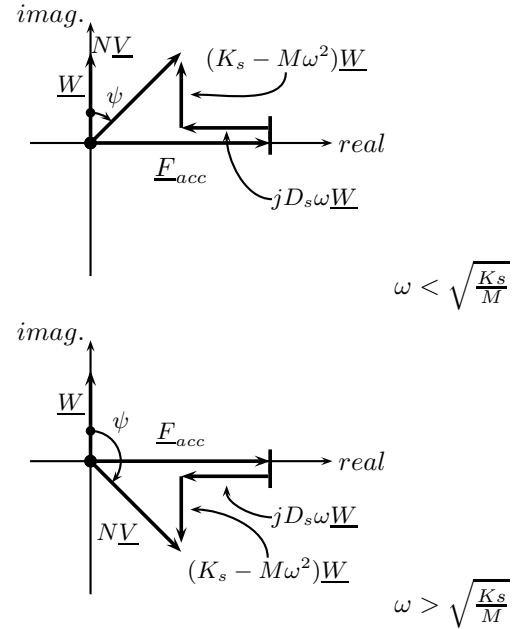 imag.
NV
(K_s − Mω²)W
W
ψ
real
F_acc
jD_sωW
ω < √(Ks/M)
imag.
W
ψ
F_acc
real
jD_sωW
NV
(K_s − Mω²)W
ω > √(Ks/M)